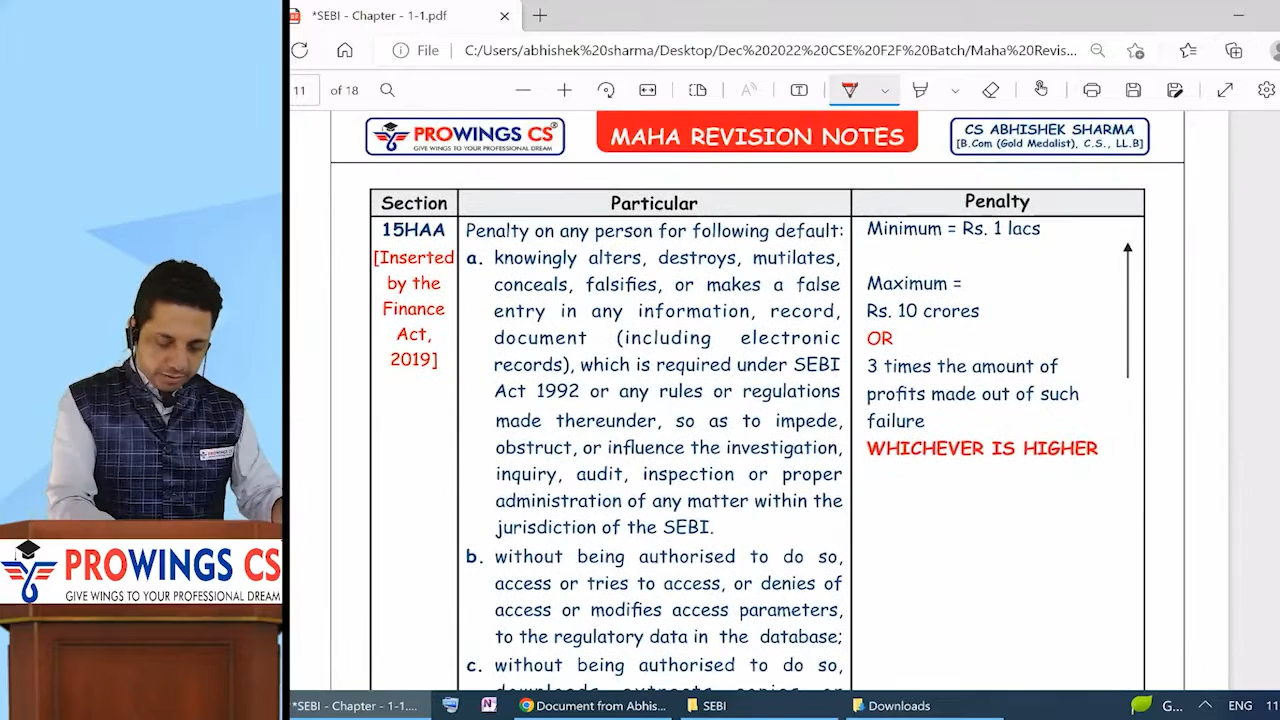 *SEBI - Chapter - 1-1.pdf
File
C:/Users/abhishek%20sharma/Desktop/Dec%202022%20CSE%20F2F%20Batch/Maha%20Revis...
11 of 18
PROWINGS CS®
GIVE WINGS TO YOUR PROFESSIONAL DREAM
MAHA REVISION NOTES
CS ABHISHEK SHARMA
[B.Com (Gold Medalist), C.S., LL.B]
Section
Particular
Penalty
15HAA
[Inserted
by the
Finance
Act,
2019]
Penalty on any person for following default:
a. knowingly alters, destroys, mutilates,
conceals, falsifies, or makes a false
entry in any information, record,
document (including electronic
records), which is required under SEBI
Act 1992 or any rules or regulations
made thereunder, so as to impede,
obstruct, or influence the investigation,
inquiry, audit, inspection or proper
administration of any matter within the
jurisdiction of the SEBI.
b. without being authorised to do so,
access or tries to access, or denies of
access or modifies access parameters,
to the regulatory data in the database;
c. without being authorised to do so,
Minimum = Rs. 1 lacs
Maximum =
Rs. 10 crores
OR
3 times the amount of
profits made out of such
failure
WHICHEVER IS HIGHER
PROWINGS CS
PROWINGS CS
GIVE WINGS TO YOUR PROFESSIONAL DREAM
*SEBI - Chapter - 1-1....
Document from Abhis...
SEBI
Downloads
G...
ENG
11